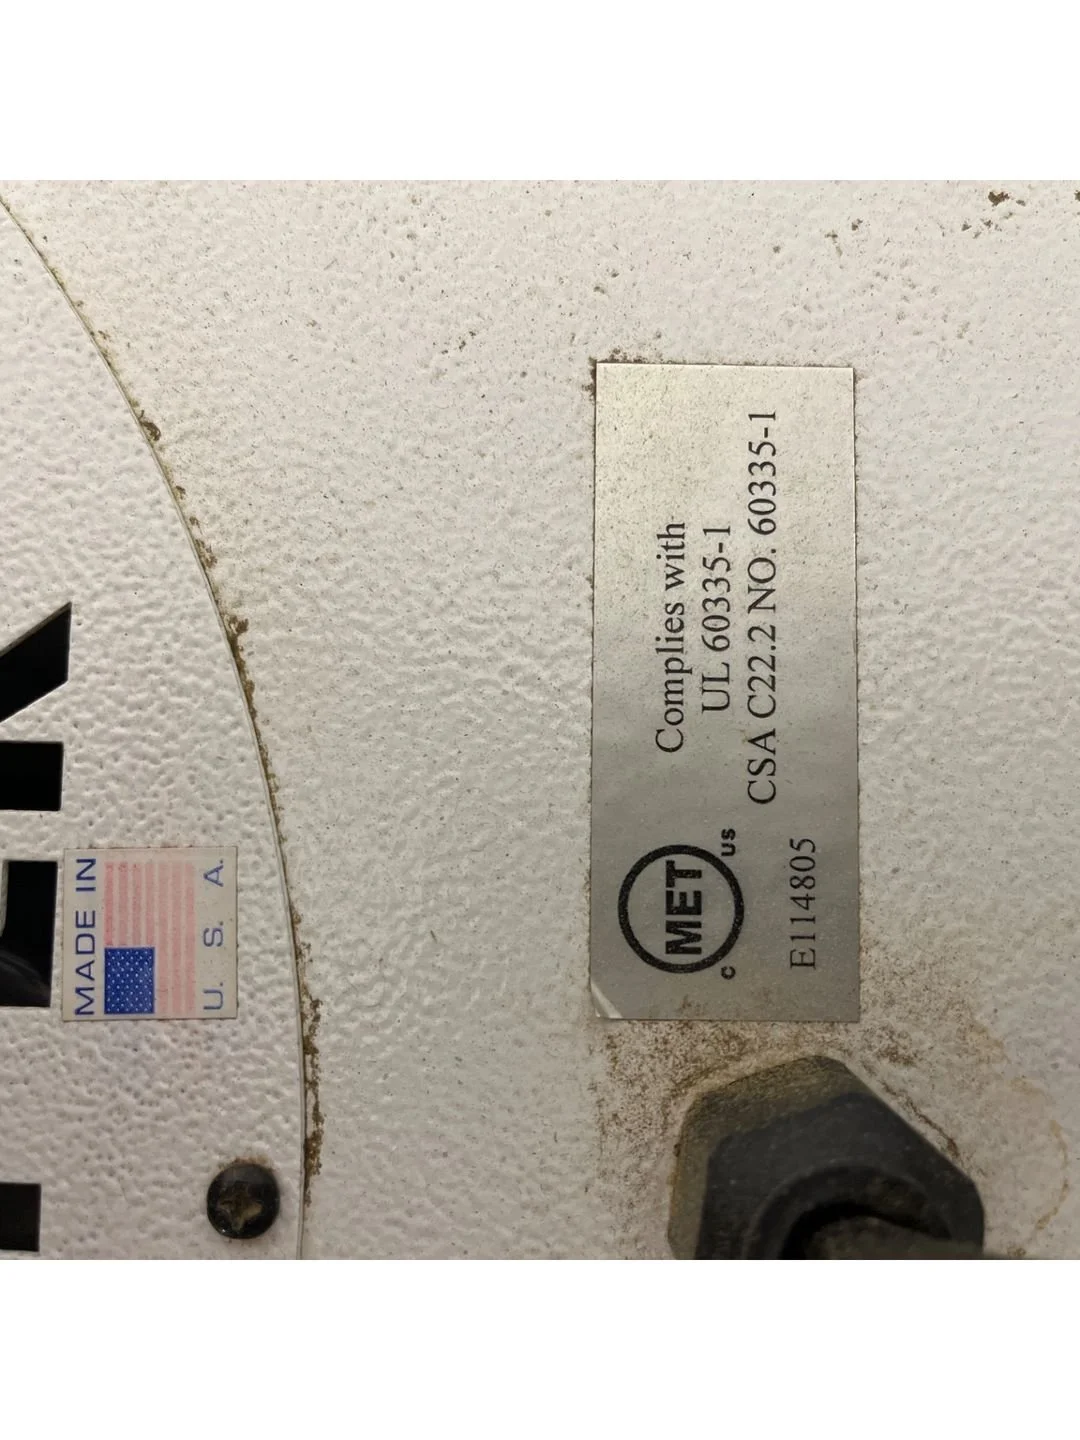 MADE IN
U. S. A.
Complies with
UL 60335-1
CSA C22.2 NO. 60335-1
MET
c us
E114805